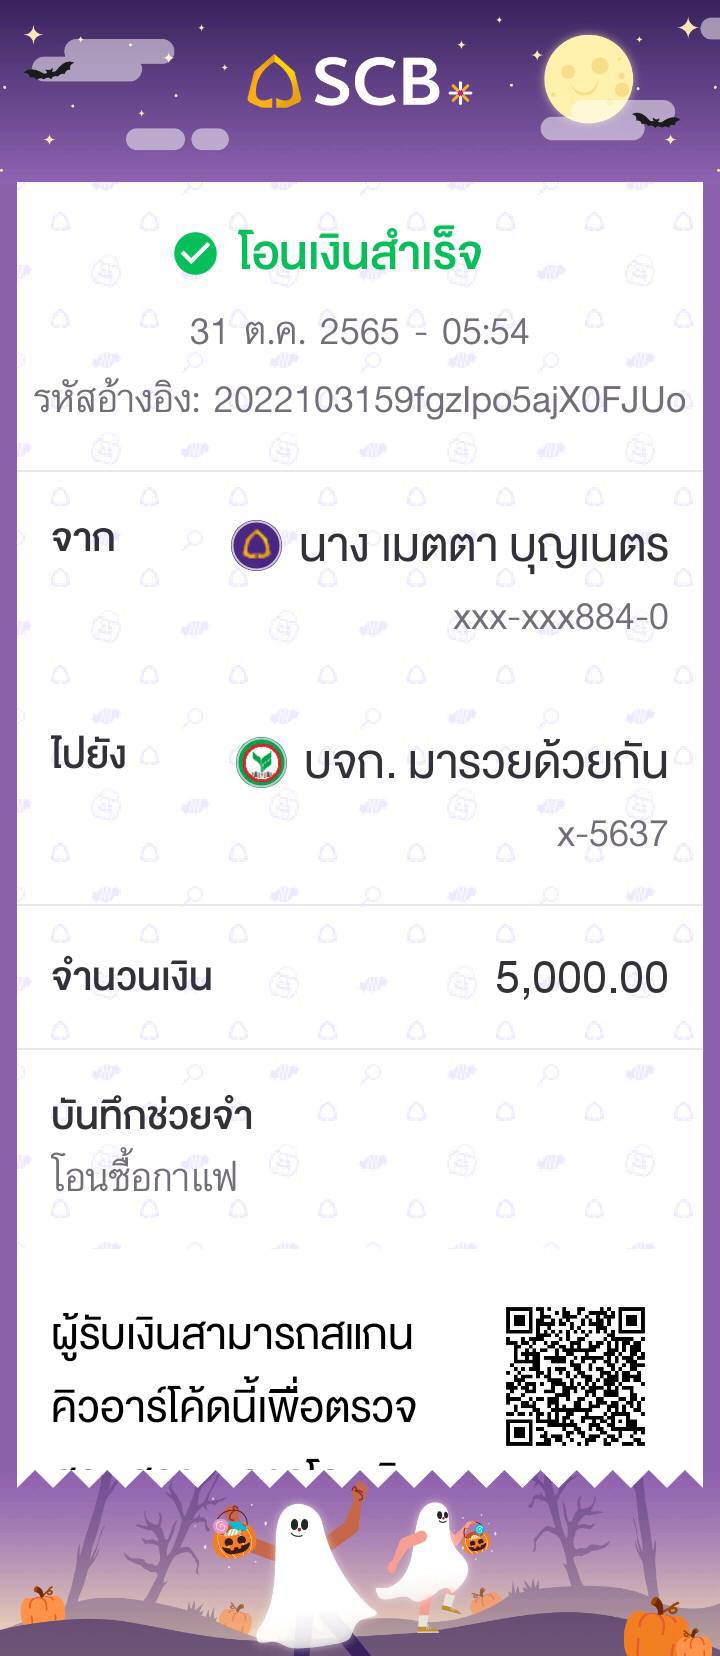 SCB
โอนเงินสำเร็จ
31 ต.ค. 2565 - 05:54
รหัสอ้างอิง: 2022103159fgzIpo5ajX0FJUo
จาก
นาง เมตตา บุญเนตร
xxx-xxx884-0
ไปยัง
บจก. มารวยด้วยกัน
x-5637
จำนวนเงิน
5,000.00
บันทึกช่วยจำ
โอนซื้อกาแฟ
ผู้รับเงินสามารถสแกน
คิวอาร์โค้ดนี้เพื่อตรวจ